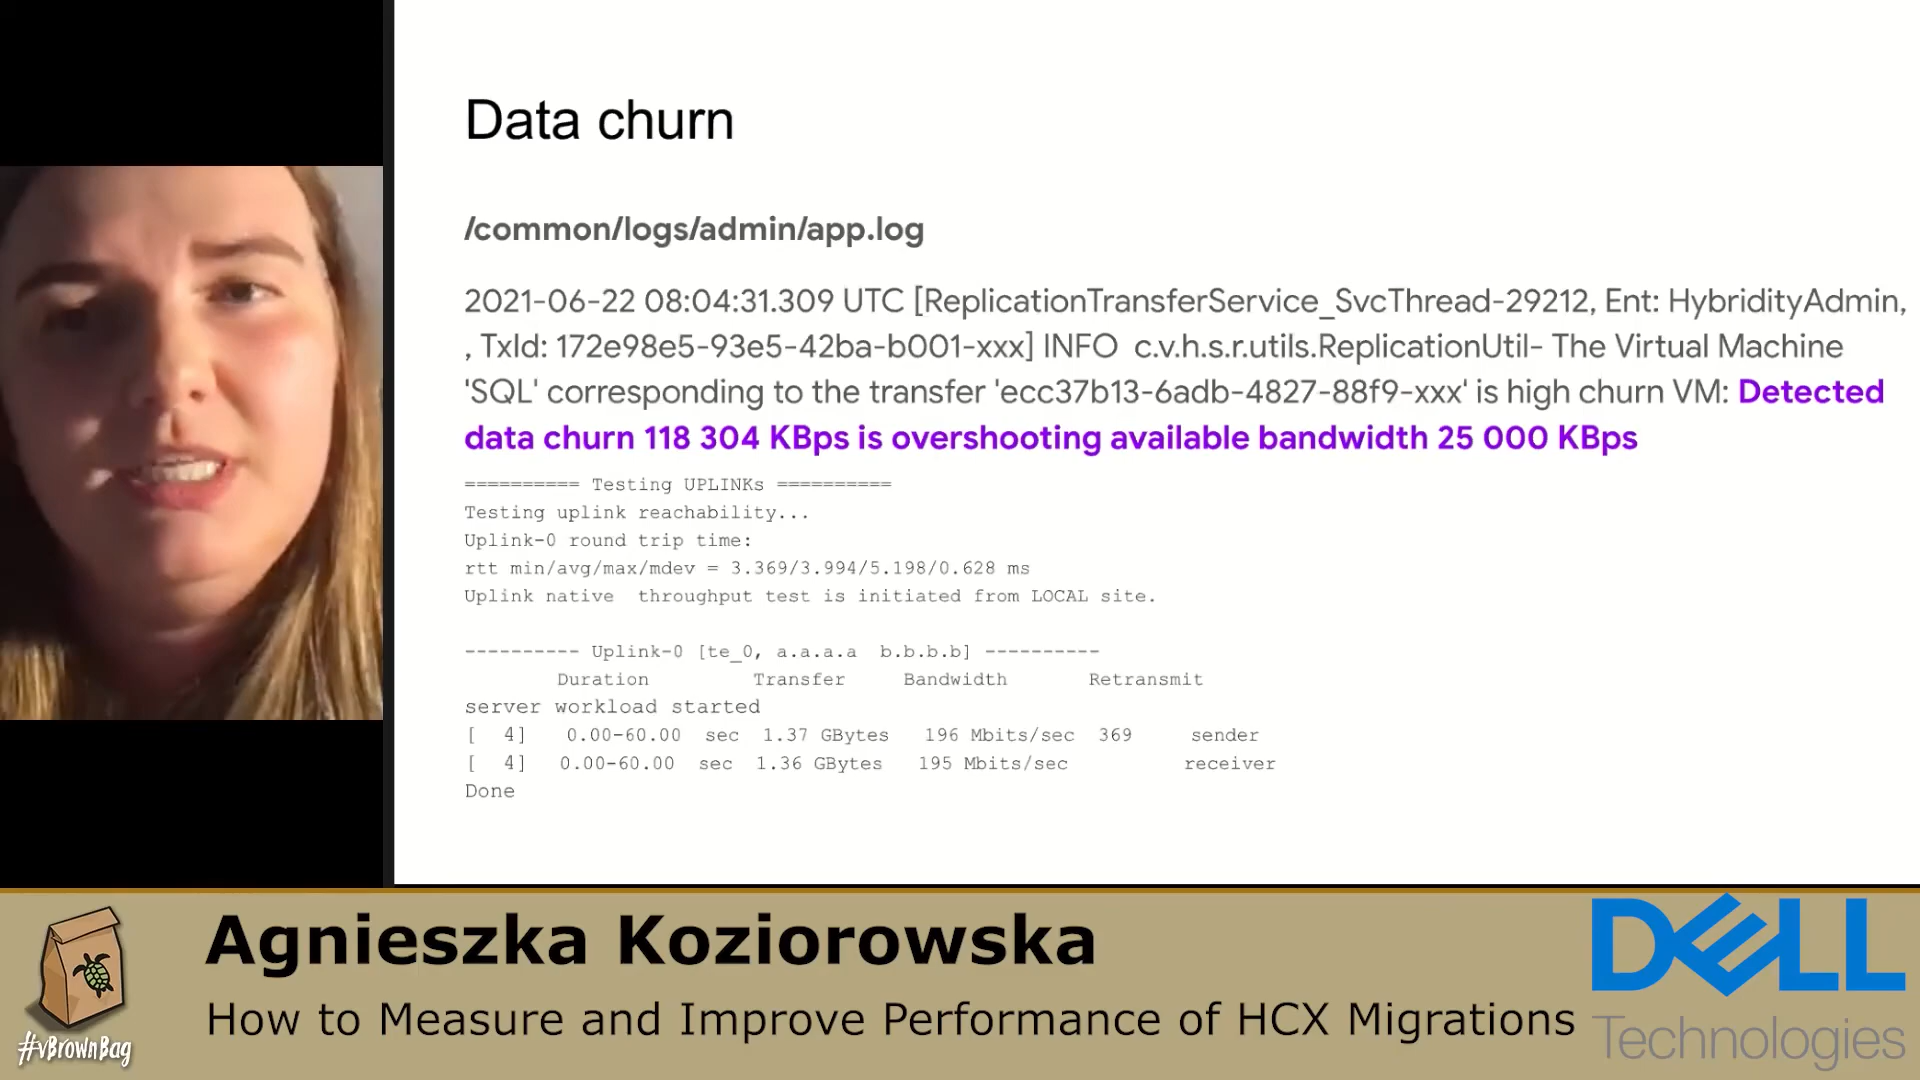 Data churn
/common/logs/admin/app.log
2021-06-22 08:04:31.309 UTC [ReplicationTransferService_SvcThread-29212, Ent: HybridityAdmin,
, TxId: 172e98e5-93e5-42ba-b001-xxx] INFO  c.v.h.s.r.utils.ReplicationUtil- The Virtual Machine
'SQL' corresponding to the transfer 'ecc37b13-6adb-4827-88f9-xxx' is high churn VM: Detected
data churn 118 304 KBps is overshooting available bandwidth 25 000 KBps
========== Testing UPLINKs ==========
Testing uplink reachability...
Uplink-0 round trip time:
rtt min/avg/max/mdev = 3.369/3.994/5.198/0.628 ms
Uplink native  throughput test is initiated from LOCAL site.
---------- Uplink-0 [te_0, a.a.a.a  b.b.b.b] ----------
Duration Transfer Bandwidth Retransmit
server workload started
[  4]  0.00-60.00  sec  1.37 GBytes  196 Mbits/sec  369  sender
[  4]  0.00-60.00  sec  1.36 GBytes  195 Mbits/sec  receiver
Done
Agnieszka Koziorowska
How to Measure and Improve Performance of HCX Migrations
#vBrownBag
DELL
Technologies